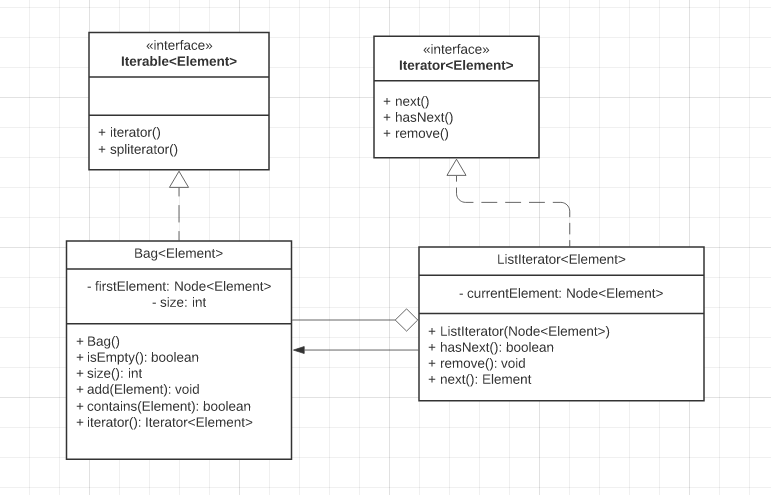 «interface»
Iterable<Element>
+ iterator()
+ spliterator()
«interface»
Iterator<Element>
+ next()
+ hasNext()
+ remove()
Bag<Element>
- firstElement: Node<Element>
- size: int
+ Bag()
+ isEmpty(): boolean
+ size(): int
+ add(Element): void
+ contains(Element): boolean
+ iterator(): Iterator<Element>
ListIterator<Element>
- currentElement: Node<Element>
+ ListIterator(Node<Element>)
+ hasNext(): boolean
+ remove(): void
+ next(): Element